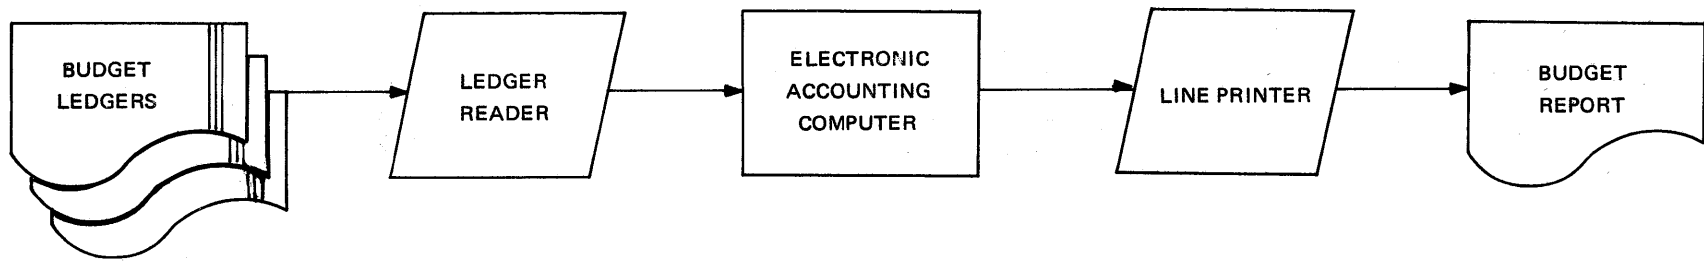 BUDGET
LEDGERS
LEDGER
READER
ELECTRONIC
ACCOUNTING
COMPUTER
LINE PRINTER
BUDGET
REPORT